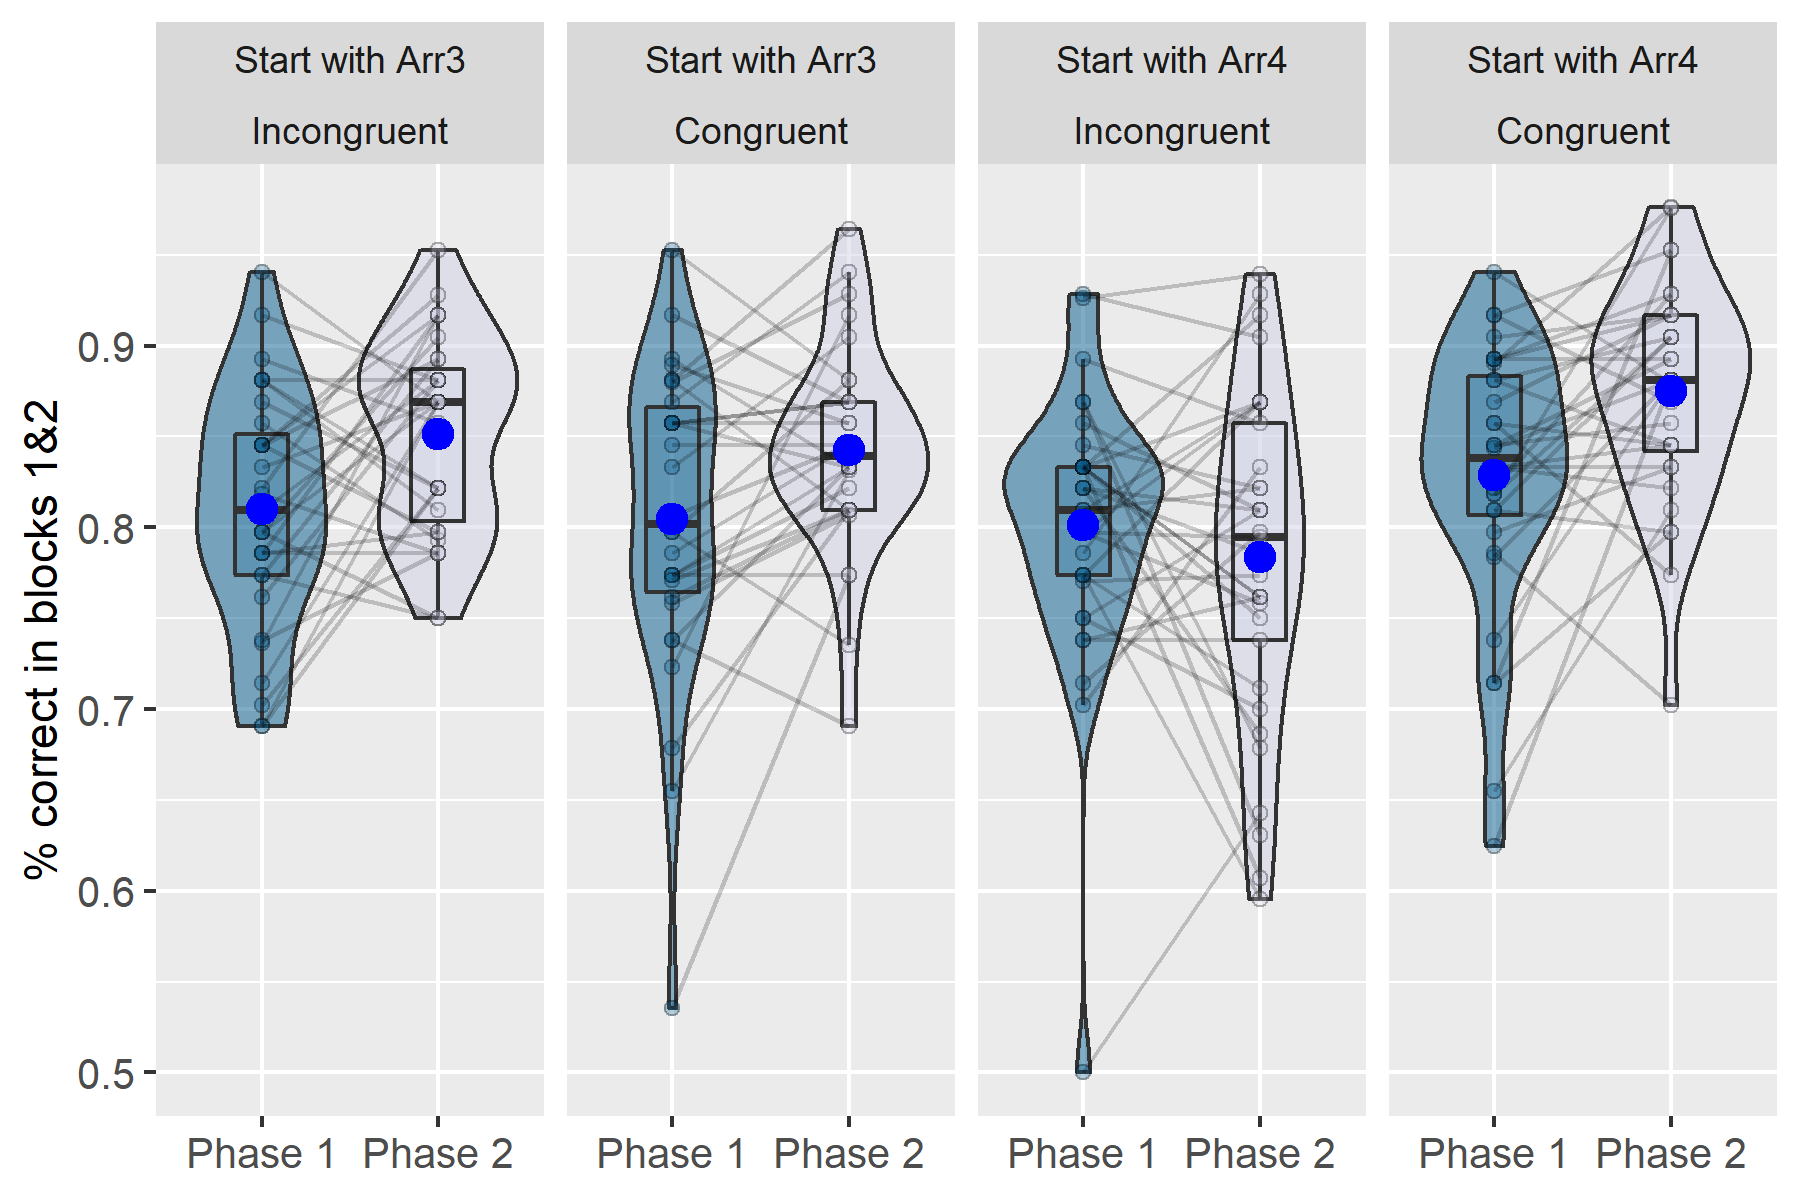 Start with Arr3
Incongruent
Start with Arr3
Congruent
Start with Arr4
Incongruent
Start with Arr4
Congruent
% correct in blocks 1&2
0.9
0.8
0.7
0.6
0.5
Phase 1 Phase 2
Phase 1 Phase 2
Phase 1 Phase 2
Phase 1 Phase 2